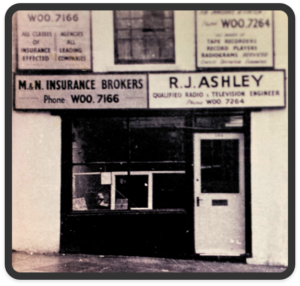 WOO. 7166
ALL CLASSES
OF
INSURANCE
EFFECTED
AGENCIES
ALL
LEADING
COMPANIES
WOO. 7264
TAPE RECORDERS
RECORD PLAYERS
RADIOGRAMS
M. & N. INSURANCE BROKERS
Phone WOO. 7166
R. J. ASHLEY
QUALIFIED RADIO & TELEVISION ENGINEER
Phone WOO 7264